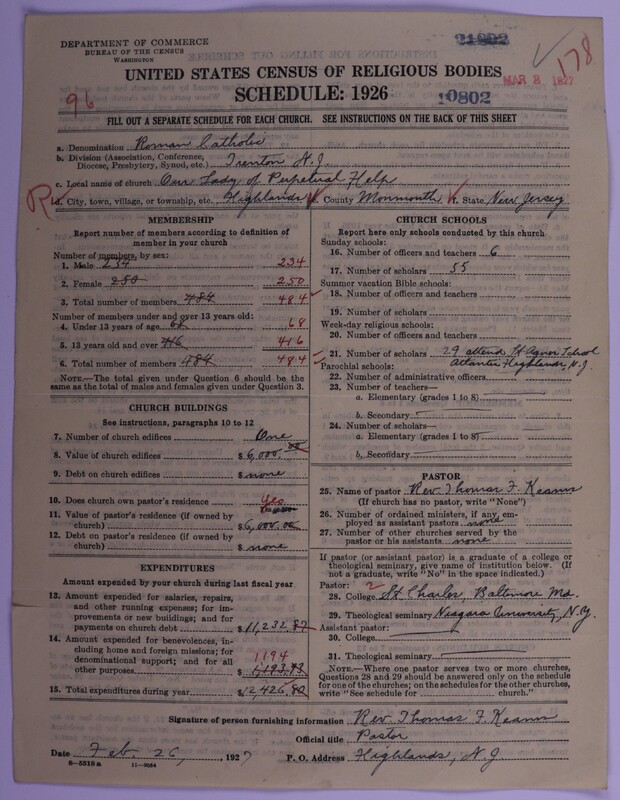 DEPARTMENT OF COMMERCE
BUREAU OF THE CENSUS
WASHINGTON
178
MAR 8 1927
UNITED STATES CENSUS OF RELIGIOUS BODIES
96
SCHEDULE: 1926
10802
FILL OUT A SEPARATE SCHEDULE FOR EACH CHURCH. SEE INSTRUCTIONS ON THE BACK OF THIS SHEET
a. Denomination Roman Catholic
b. Division (Association, Conference, Diocese, Presbytery, Synod, etc.) Trenton N.J.
c. Local name of church Our Lady of Perpetual Help
R d. City, town, village, or township, etc. Highlands County Monmouth State New Jersey
MEMBERSHIP
Report number of members according to definition of
member in your church
Number of members, by sex:
1. Male 234 234
2. Female 250 250
3. Total number of members 484 484
Number of members under and over 13 years old:
4. Under 13 years of age 68 68
5. 13 years old and over 416 416
6. Total number of members 484 484
NOTE.—The total given under Question 6 should be the
same as the total of males and females given under Question 3.
CHURCH BUILDINGS
See instructions, paragraphs 10 to 12
7. Number of church edifices One
8. Value of church edifices $6,000.00
9. Debt on church edifices $ none
10. Does church own pastor's residence Yes
11. Value of pastor's residence (if owned by
church) $6,000.00
12. Debt on pastor's residence (if owned by
church) $ none
EXPENDITURES
Amount expended by your church during last fiscal year
13. Amount expended for salaries, repairs,
and other running expenses; for im-
provements on new buildings; and for
payments on church debt $11,232.87
14. Amount expended for benevolences, in-
cluding home and foreign missions; for
denominational support; and for all 1194
other purposes $1,193.93
15. Total expenditures during year $12,426.80
CHURCH SCHOOLS
Report here only schools conducted by this church
Sunday schools:
16. Number of officers and teachers 6
17. Number of scholars 55
Summer vacation Bible schools:
18. Number of officers and teachers
19. Number of scholars
Week-day religious schools:
20. Number of officers and teachers
21. Number of scholars 29 attend St Agnes School
Atlantic Highlands, N.J.
Parochial schools:
22. Number of administrative officers
23. Number of teachers—
a. Elementary (grades 1 to 8)
b. Secondary
24. Number of scholars—
a. Elementary (grades 1 to 8)
b. Secondary
PASTOR
25. Name of pastor Rev. Thomas F. Keann
(If church has no pastor, write "None")
26. Number of ordained ministers, if any, em-
ployed as assistant pastors none
27. Number of other churches served by the
pastor or his assistants none
If pastor (or assistant pastor) is a graduate of a college or
theological seminary, give name of institution below. (If
not a graduate, write "No" in the space indicated.)
Pastor: 2
28. College St Charles, Baltimore Md.
29. Theological seminary Niagara University, N.Y.
Assistant pastor:
30. College
31. Theological seminary
NOTE.—Where one pastor serves two or more churches,
Questions 28 and 29 should be answered only on the schedule
for one of the churches; on the schedules for the other churches,
write "See schedule for church."
Signature of person furnishing information Rev. Thomas F. Keann
Official title Pastor
Date Feb. 26, 1927 P. O. Address Highlands, N.J.
8—5318 a 11—9084